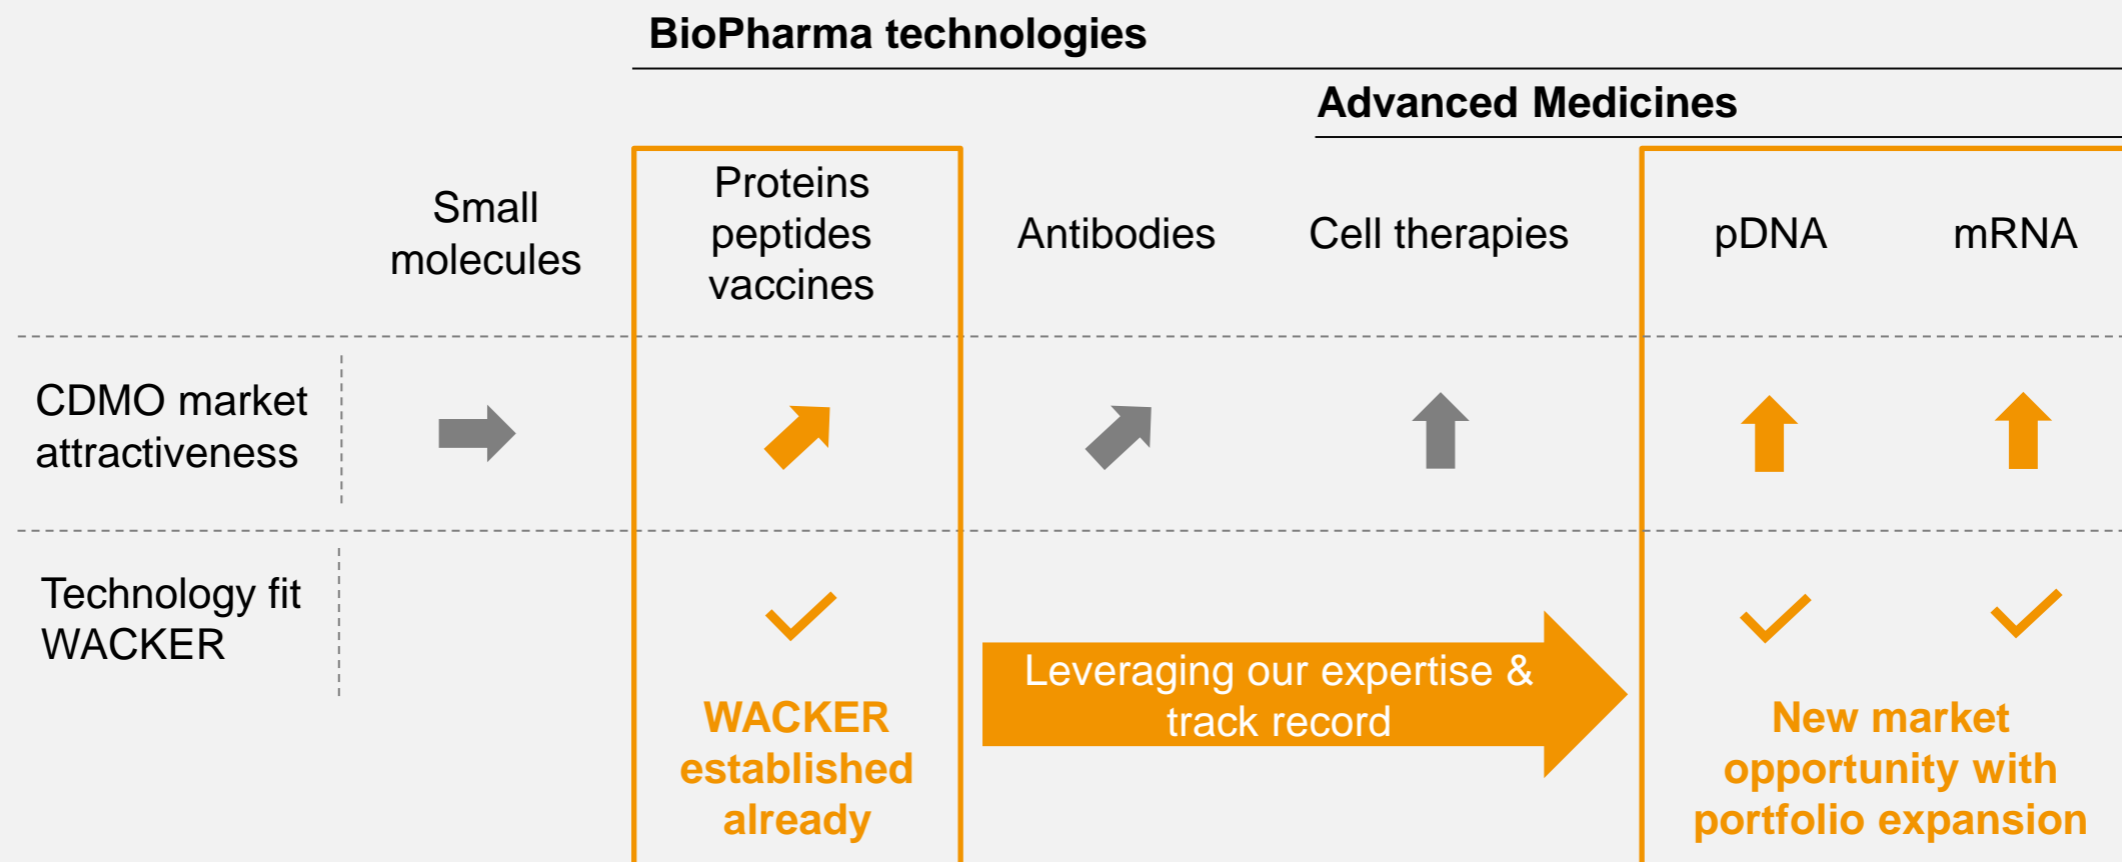 BioPharma technologies
Advanced Medicines
Small
molecules
Proteins
peptides
vaccines
Antibodies
Cell therapies
pDNA
mRNA
CDMO market
attractiveness
Technology fit
WACKER
WACKER
established
already
Leveraging our expertise &
track record
New market
opportunity with
portfolio expansion